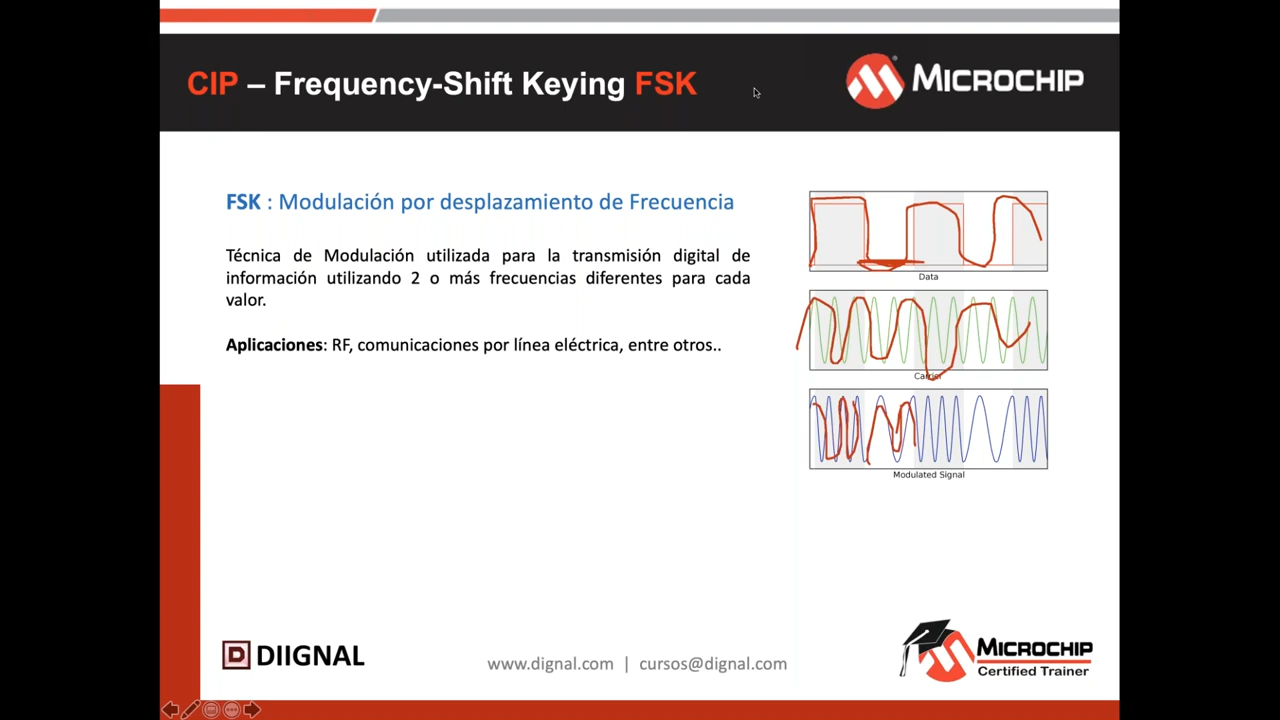 CIP – Frequency-Shift Keying FSK
MICROCHIP
FSK : Modulación por desplazamiento de Frecuencia
Técnica de Modulación utilizada para la transmisión digital de
información utilizando 2 o más frecuencias diferentes para cada
valor.
Aplicaciones: RF, comunicaciones por línea eléctrica, entre otros..
Data
Carrier
Modulated Signal
DIIGNAL
www.dignal.com | cursos@dignal.com
MICROCHIP
Certified Trainer